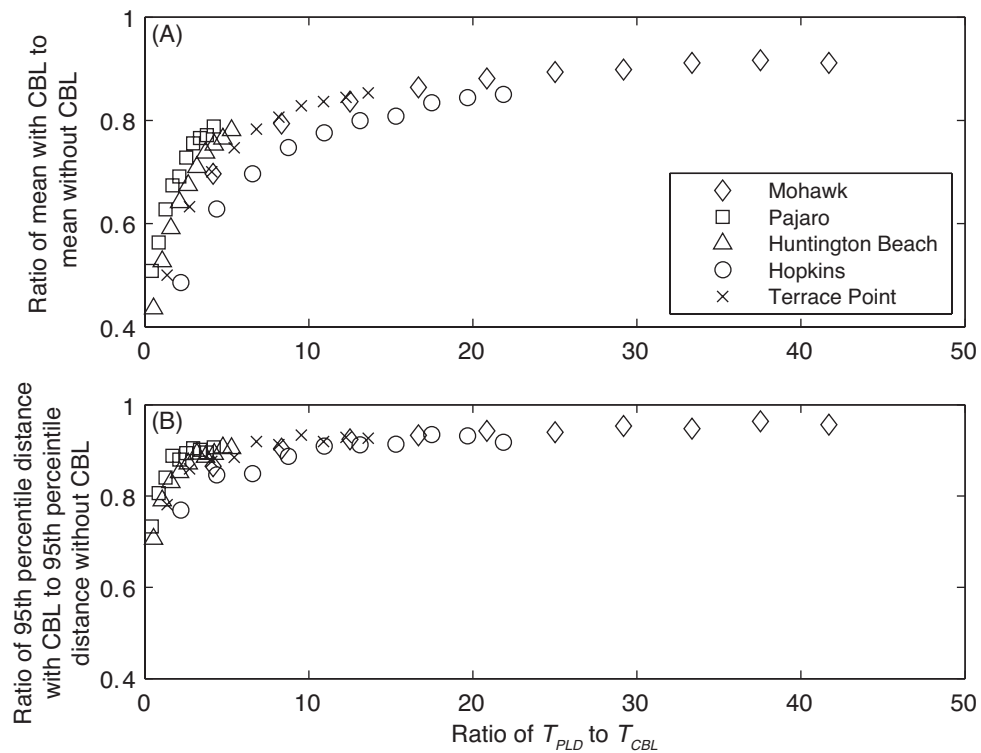 (A)
Ratio of mean with CBL to
mean without CBL
1
0.8
0.6
0.4
0
10
20
30
40
50
Mohawk
Pajaro
Huntington Beach
Hopkins
Terrace Point
(B)
Ratio of 95th percentile distance
with CBL to 95th perceintile
distance without CBL
1
0.8
0.6
0.4
0
10
20
30
40
50
Ratio of T_PLD to T_CBL